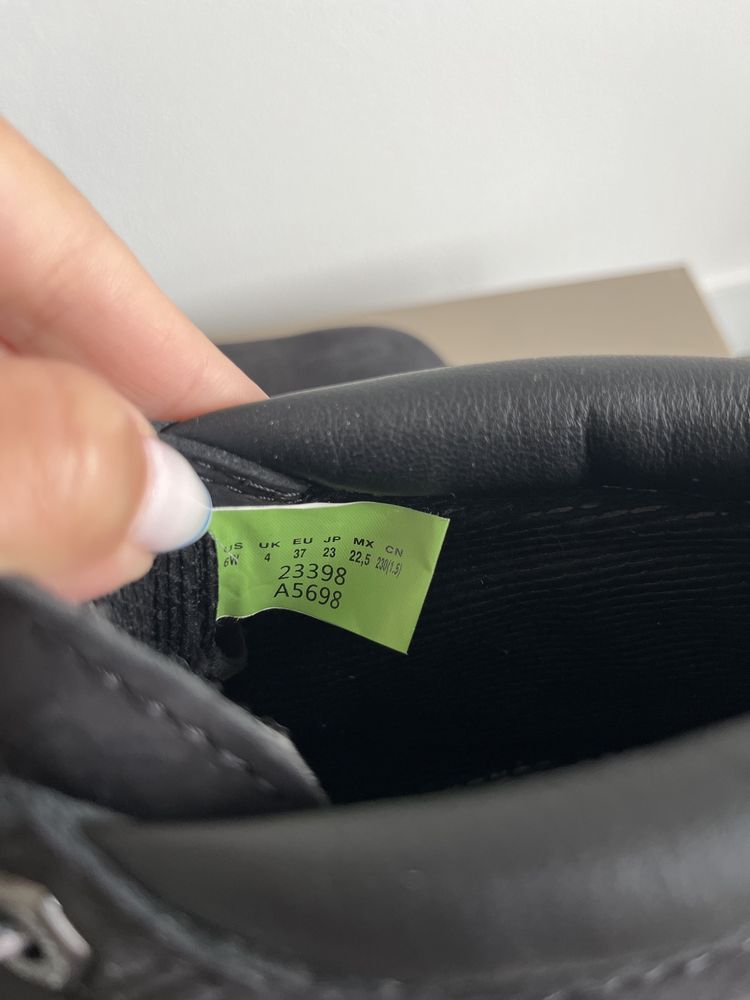 US UK EU JP MX CN
6W 4 37 23 22,5 230(1.5)
23398
A5698